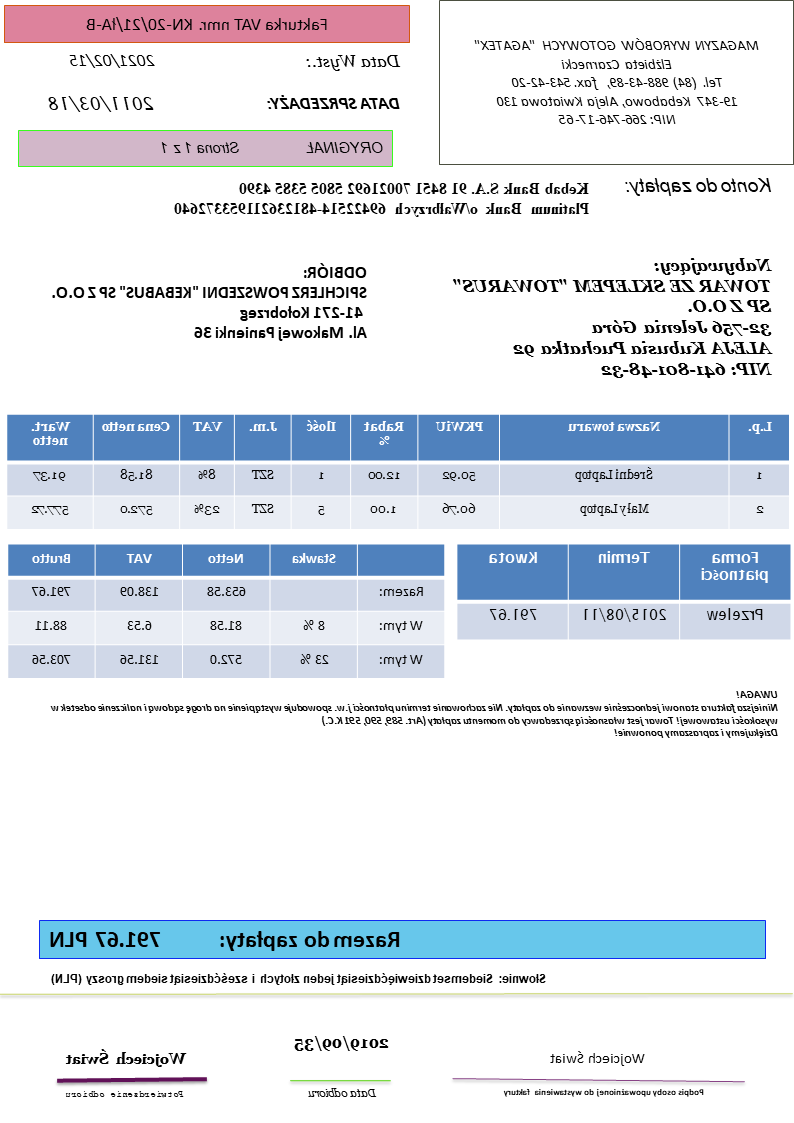 MAGAZYN WYROBÓW GOTOWYCH "AGATEX"
Elżbieta Czarnecki
Tel. (84) 988-43-89, fax. 543-42-20
19-347 Kebabowo, Aleja Kwiatowa 130
NIP: 266-746-17-65
Fakturka VAT nmr. KN-20/21/ŁA-B
Data Wyst.: 2021/02/15
DATA SPRZEDAŻY: 2011/03/18
ORYGINAŁ Strona 1 z 1
Konto do zapłaty: Kebab Bank S.A. 91 8451 70021692 5805 5385 4390
Platinum Bank o/Wałbrzych 69422514-481236211953372640
Nabywający:
TOWAR ZE SKLEPEM "TOWARUS"
SP Z O.O.
32-756 Jelenia Góra
ALEJA Kubusia Puchatka 92
NIP: 641-801-48-32
ODBIÓR:
SPICHLERZ POWSZEDNI "KEBABUS" SP Z O.O.
41-271 Kołobrzeg
Al. Makowej Panienki 36
L.p. Nazwa towaru PKWiU Rabat % Ilość J.m. VAT Cena netto Wart. netto
1 Średni Laptop 50.92 12.00 1 SZT 8% 81.58 91.37
2 Mały Laptop 60.76 1.00 5 SZT 23% 572.0 577.72
Forma płatności Termin Kwota
Przelew 2015/08/11 791.67
Stawka Netto VAT Brutto
Razem: 653.58 138.09 791.67
W tym: 8 % 81.58 6.53 88.11
W tym: 23 % 572.0 131.56 703.56
UWAGA!
Niniejsza faktura stanowi jednocześnie wezwanie do zapłaty. Nie zachowanie terminu płatności j.w. spowoduje wystąpienie na drogę sądową i naliczenie odsetek w
wysokości ustawowej! Towar jest własnością sprzedawcy do momentu zapłaty (Art. 589, 590, 591 K.C.)
Dziękujemy i zapraszamy ponownie!
Razem do zapłaty: 791.67 PLN
Słownie: Siedemset dziewięćdziesiąt jeden złotych i sześćdziesiąt siedem groszy (PLN)
Wojciech Świat
2019/09/35
Wojciech Świat
Podpis osoby upoważnionej do wystawienia faktury
Data odbioru
Potwierdzenie odbioru